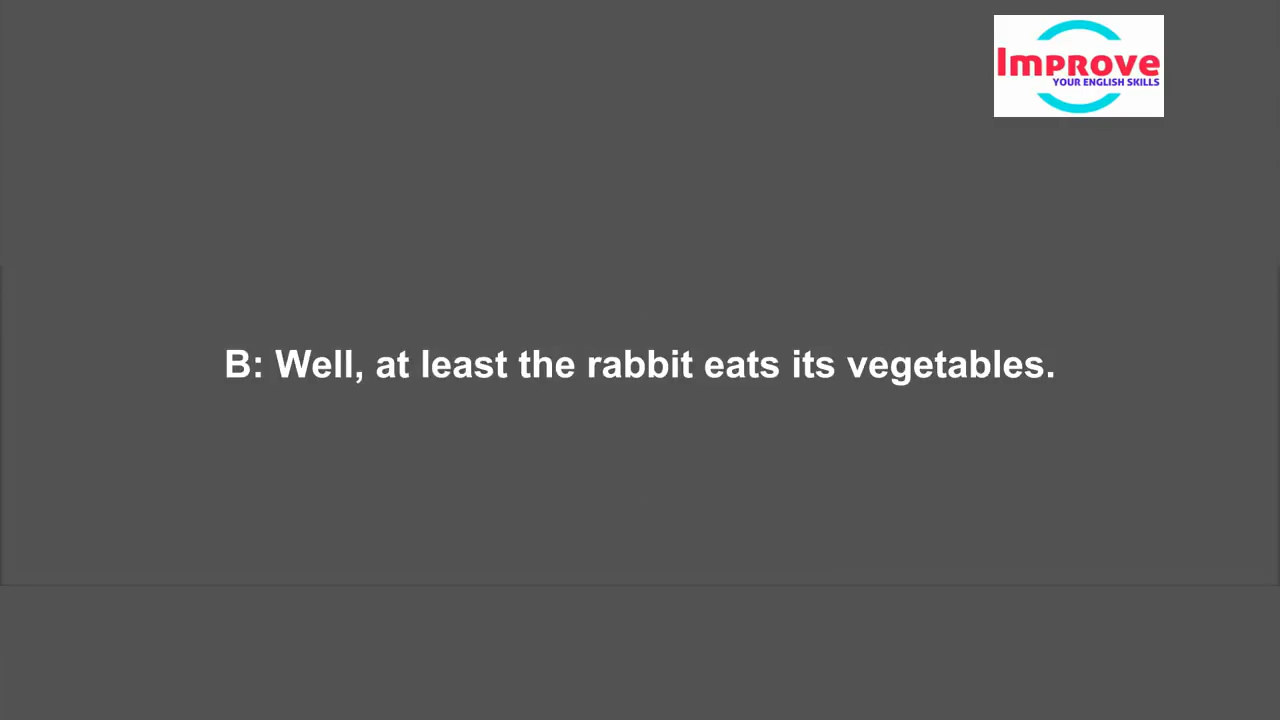 Improve
YOUR ENGLISH SKILLS
B: Well, at least the rabbit eats its vegetables.